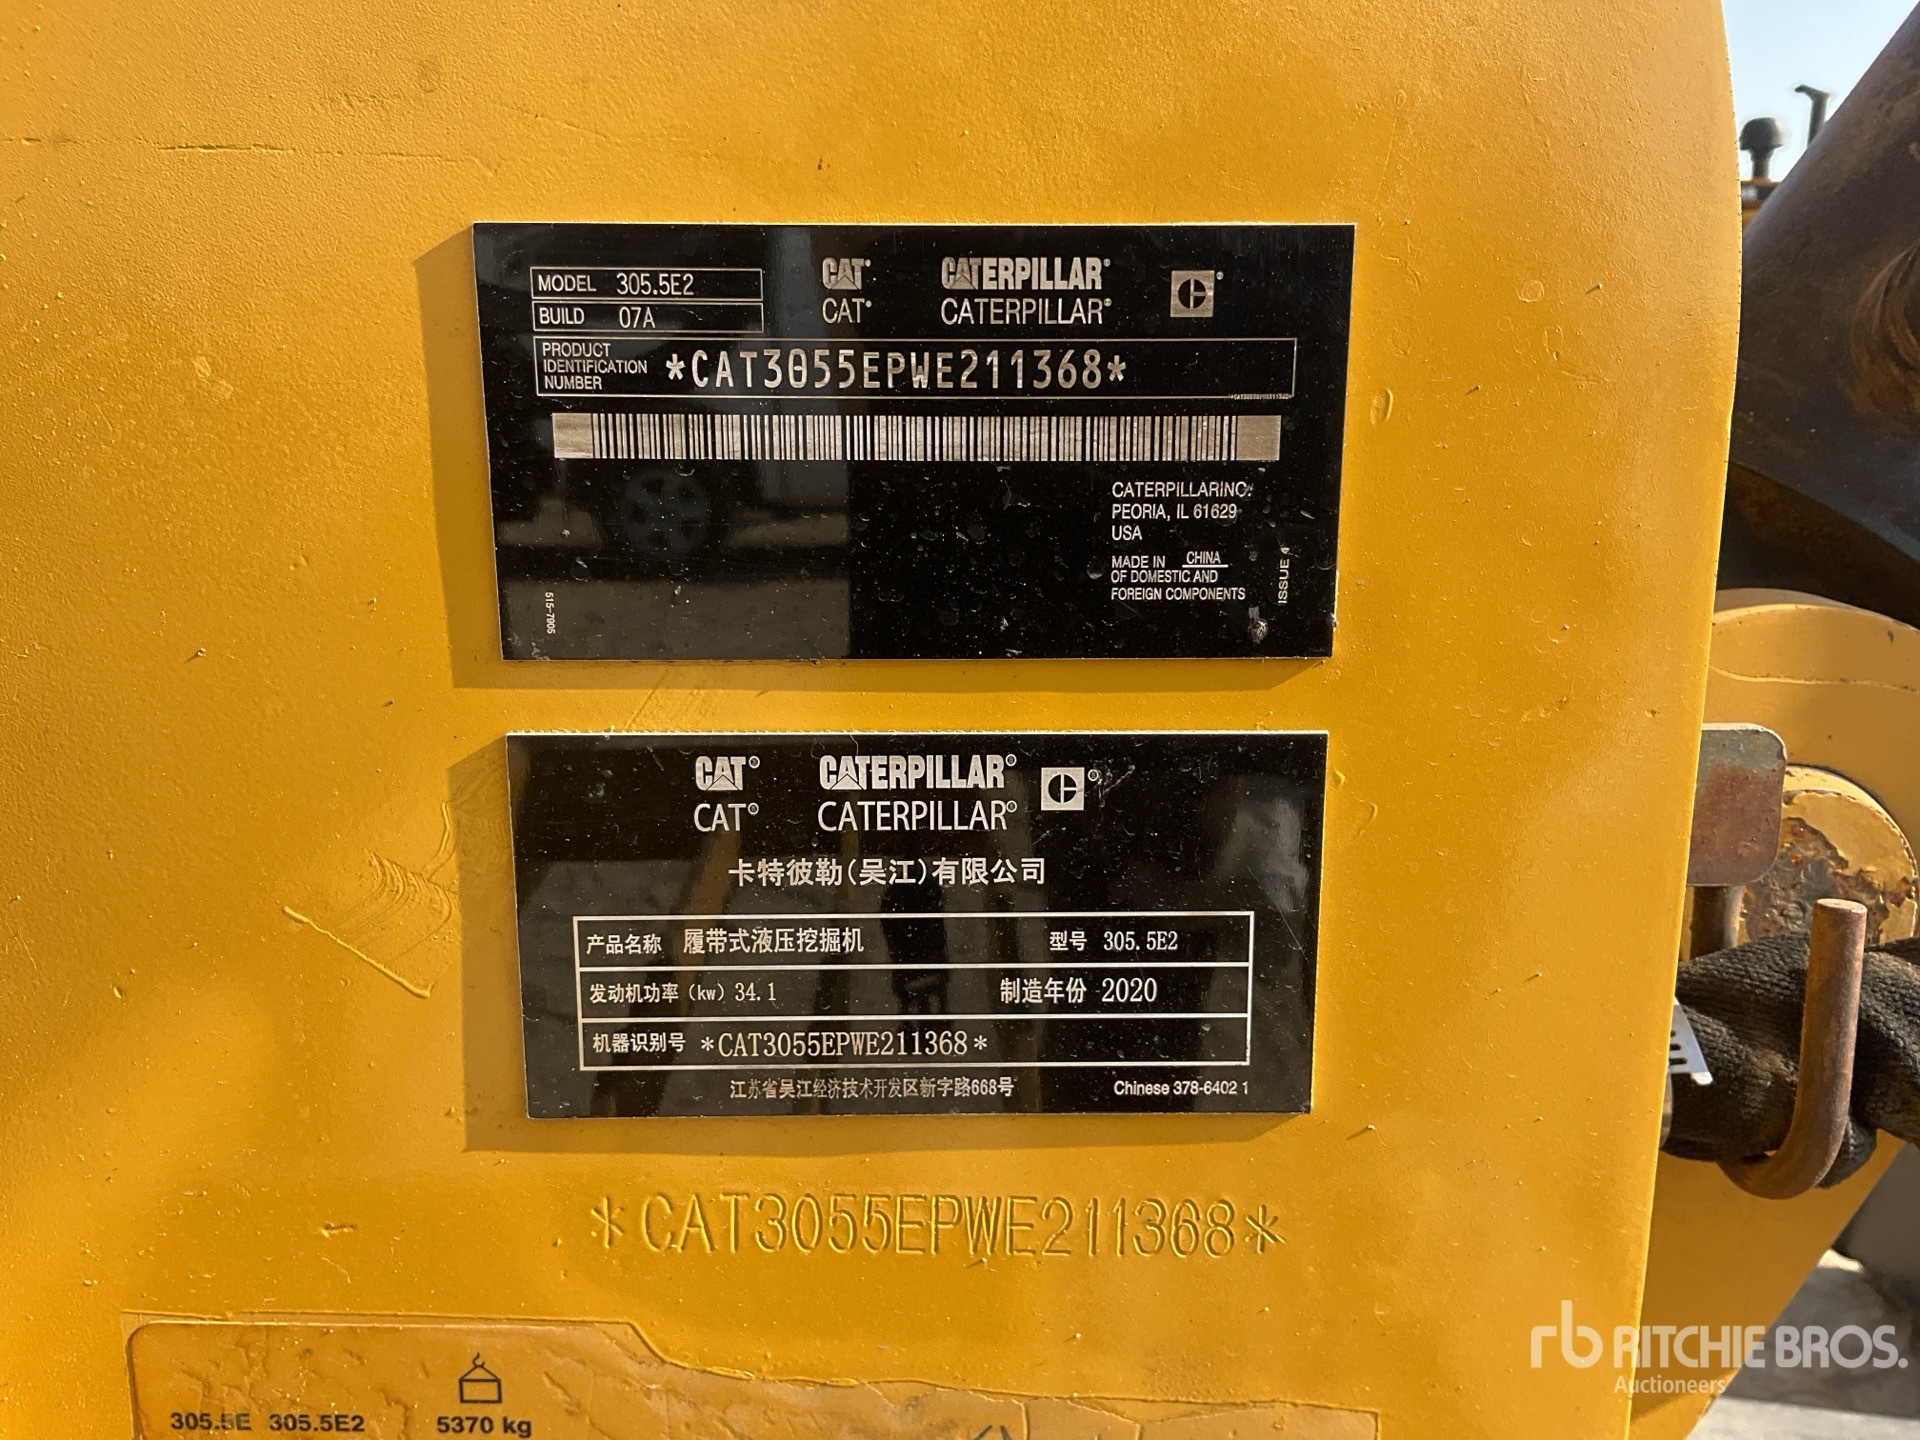 MODEL 305.5E2
BUILD 07A
CAT® CATERPILLAR® C®
CAT® CATERPILLAR®
PRODUCT
IDENTIFICATION
NUMBER
*CAT3055EPWE211368*
CATERPILLAR INC.
PEORIA, IL 61629
USA
MADE IN CHINA
OF DOMESTIC AND
FOREIGN COMPONENTS
ISSUE
515-7905
CAT® CATERPILLAR® C®
CAT® CATERPILLAR®
卡特彼勒(吴江)有限公司
产品名称 履带式液压挖掘机 型号 305.5E2
发动机功率(kw) 34.1 制造年份 2020
机器识别号 *CAT3055EPWE211368*
江苏省吴江经济技术开发区新字路668号 Chinese 378-6402 1
*CAT3055EPWE211368*
305.5E 305.5E2 5370 kg
rb RITCHIE BROS.
Auctioneers